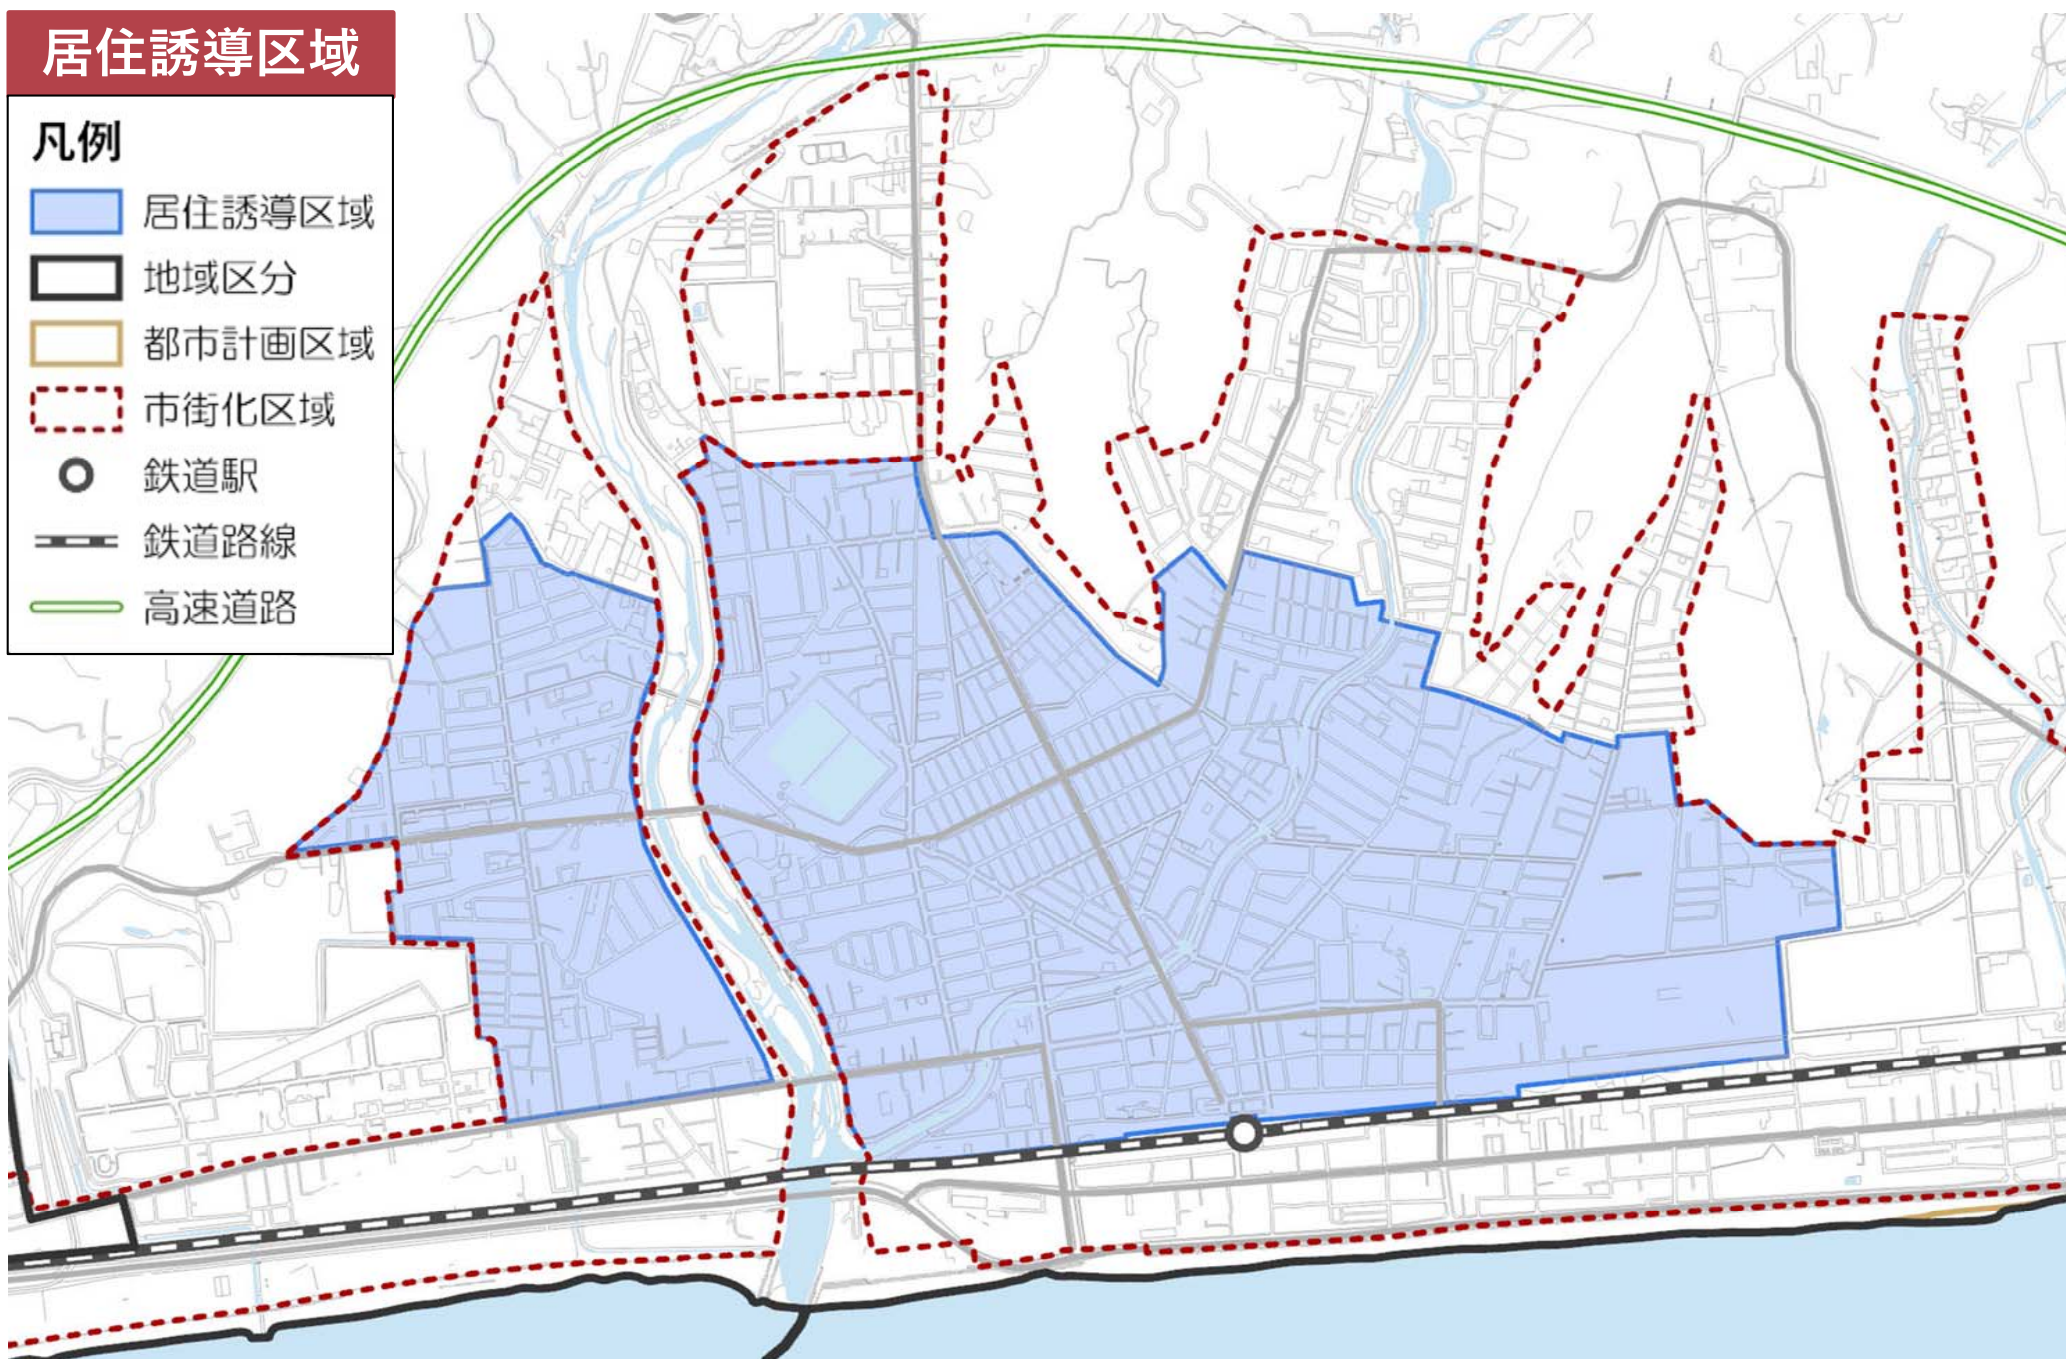 居住誘導区域
凡例
居住誘導区域
地域区分
都市計画区域
市街化区域
鉄道駅
鉄道路線
高速道路